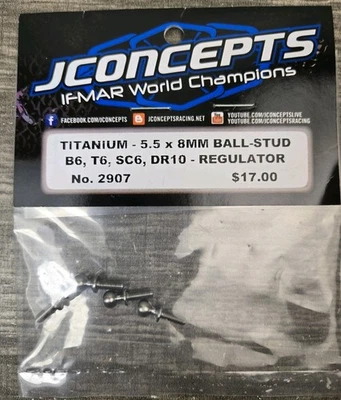 JCONCEPTS
IFMAR World Champions
FACEBOOK.COM/JCONCEPTS JCONCEPTSRACING.NET YOUTUBE.COM/JCONCEPTSLIVE
YOUTUBE.COM/JCONCEPTSRACING
TITANIUM - 5.5 x 8MM BALL-STUD
B6, T6, SC6, DR10 - REGULATOR
No. 2907 $17.00